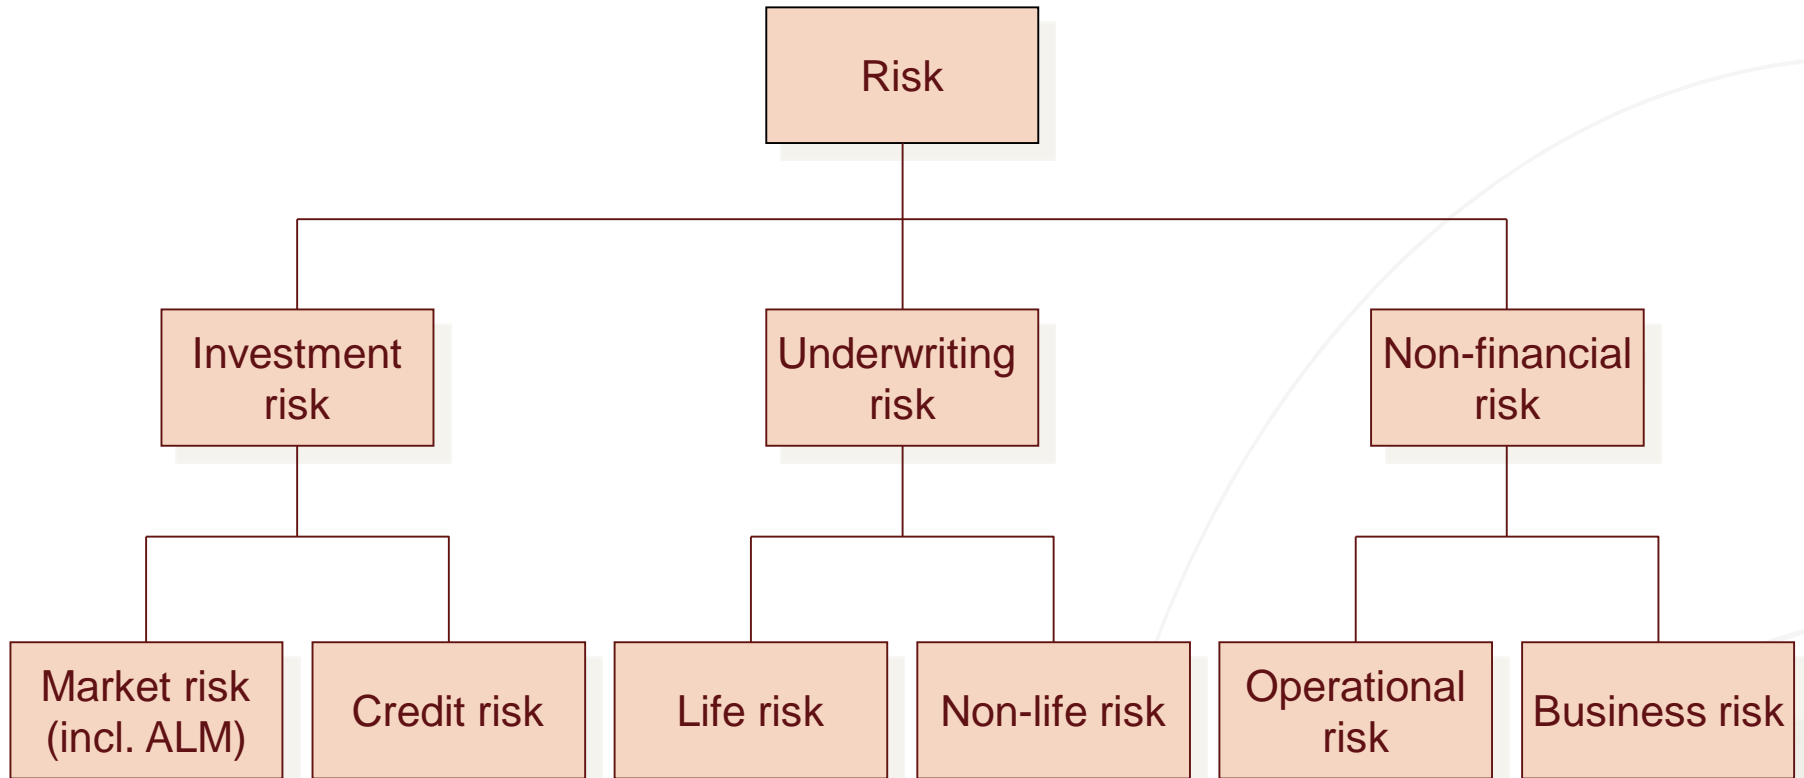 Risk
Investment
risk
Underwriting
risk
Non-financial
risk
Market risk
(incl. ALM)
Credit risk
Life risk
Non-life risk
Operational
risk
Business risk